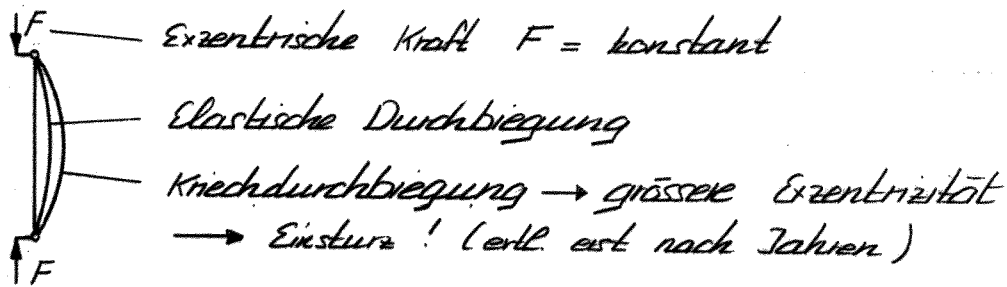 F Exzentrische Kraft F = konstant
Elastische Durchbiegung
Kriechdurchbiegung → grössere Exzentrizität
→ Einsturz ! (evtl. erst nach Jahren)
F